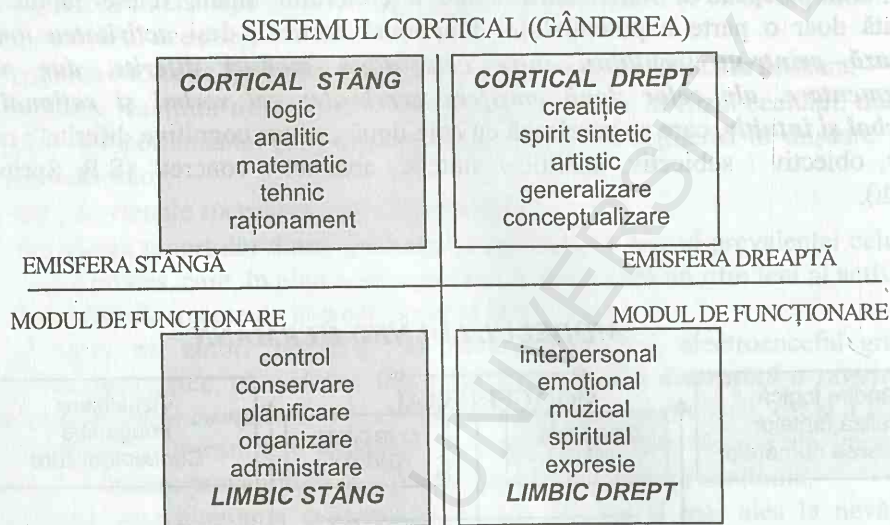 SISTEMUL CORTICAL (GÂNDIREA)
CORTICAL STÂNG
logic
analitic
matematic
tehnic
raționament
CORTICAL DREPT
creatiție
spirit sintetic
artistic
generalizare
conceptualizare
EMISFERA STÂNGĂ
EMISFERA DREAPTĂ
MODUL DE FUNCȚIONARE
MODUL DE FUNCȚIONARE
control
conservare
planificare
organizare
administrare
LIMBIC STÂNG
interpersonal
emoțional
muzical
spiritual
expresie
LIMBIC DREPT